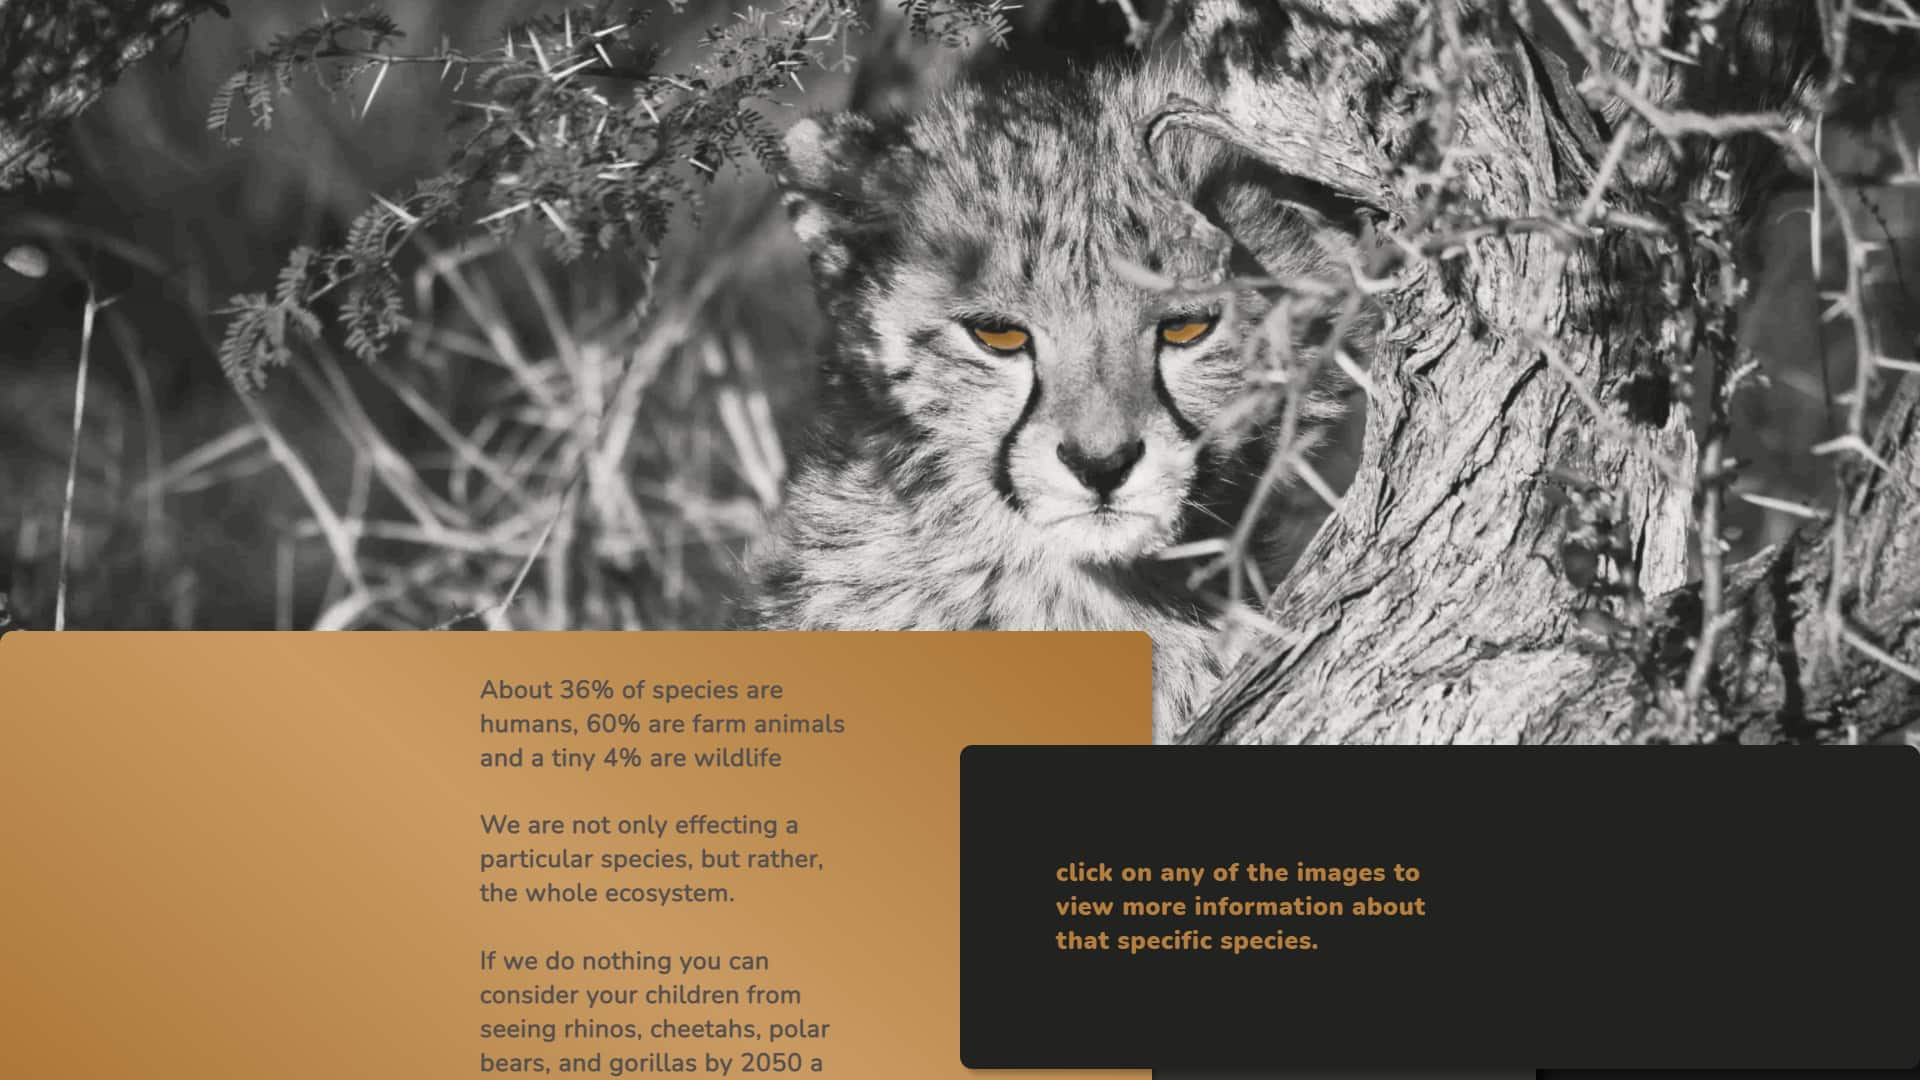 About 36% of species are
humans, 60% are farm animals
and a tiny 4% are wildlife
We are not only effecting a
particular species, but rather,
the whole ecosystem.
If we do nothing you can
consider your children from
seeing rhinos, cheetahs, polar
bears, and gorillas by 2050 a
click on any of the images to
view more information about
that specific species.